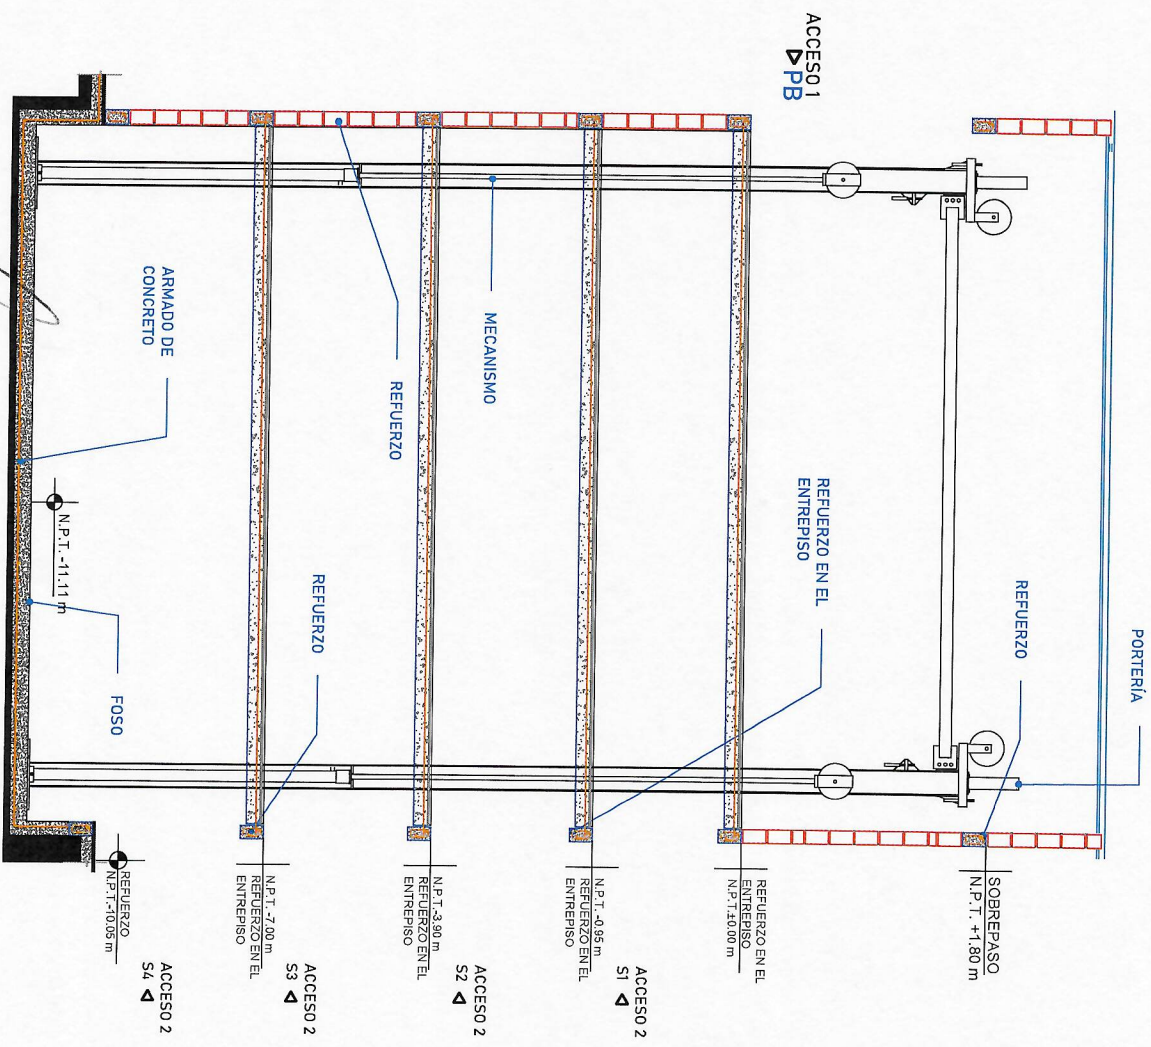 ACCESO 1
PB
PORTERÍA
REFUERZO
SOBREPASO
N.P.T. +1.80 m
REFUERZO EN EL
ENTREPISO
REFUERZO EN EL
ENTREPISO
N.P.T.±0.00 m
MECANISMO
REFUERZO
N.P.T. -0.95 m
REFUERZO EN EL
ENTREPISO
ACCESO 2
S1
N.P.T. -3.90 m
REFUERZO EN EL
ENTREPISO
ACCESO 2
S2
REFUERZO
N.P.T. -7.00 m
REFUERZO EN EL
ENTREPISO
ACCESO 2
S3
ARMADO DE
CONCRETO
FOSO
N.P.T. -11.11 m
REFUERZO
N.P.T.-10.05 m
ACCESO 2
S4